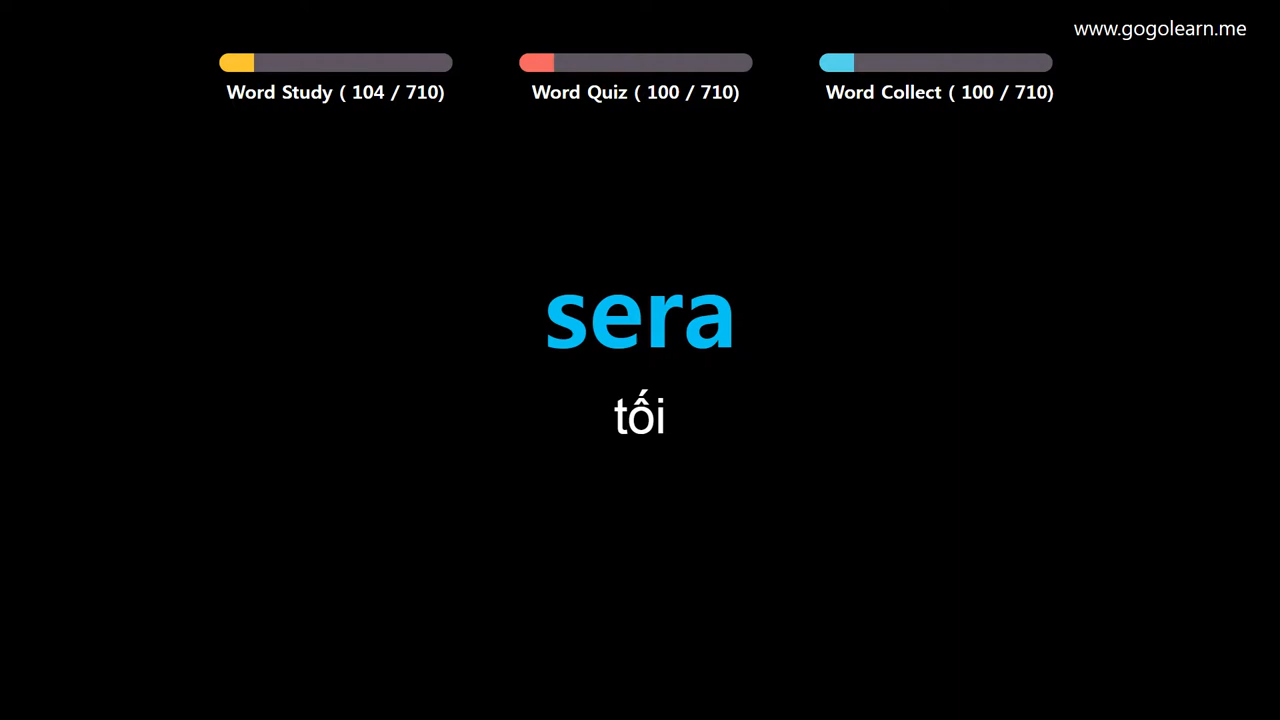 www.gogolearn.me
Word Study ( 104 / 710)
Word Quiz ( 100 / 710)
Word Collect ( 100 / 710)
sera
tối